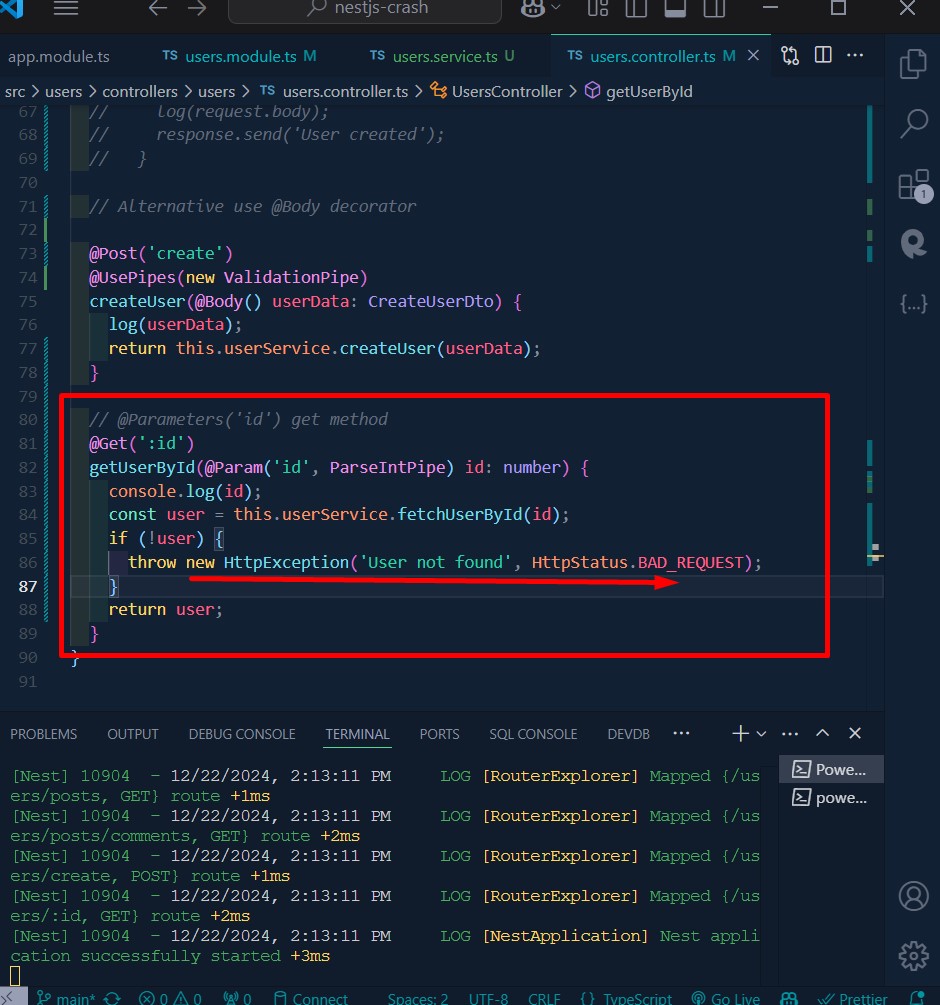 nestjs-crash
app.module.ts
TS users.module.ts M
TS users.service.ts U
TS users.controller.ts M
src > users > controllers > users > TS users.controller.ts > UsersController > getUserById
67 // log(request.body);
68 // response.send('User created');
69 // }
70
71 // Alternative use @Body decorator
72
73 @Post('create')
74 @UsePipes(new ValidationPipe)
75 createUser(@Body() userData: CreateUserDto) {
76 log(userData);
77 return this.userService.createUser(userData);
78 }
79
80 // @Parameters('id') get method
81 @Get(':id')
82 getUserById(@Param('id', ParseIntPipe) id: number) {
83 console.log(id);
84 const user = this.userService.fetchUserById(id);
85 if (!user) {
86 throw new HttpException('User not found', HttpStatus.BAD_REQUEST);
87 }
88 return user;
89 }
90 }
91
1
{...}
PROBLEMS OUTPUT DEBUG CONSOLE TERMINAL PORTS SQL CONSOLE DEVDB
Powe...
powe...
[Nest] 10904 - 12/22/2024, 2:13:11 PM LOG [RouterExplorer] Mapped {/us
ers/posts, GET} route +1ms
[Nest] 10904 - 12/22/2024, 2:13:11 PM LOG [RouterExplorer] Mapped {/us
ers/posts/comments, GET} route +2ms
[Nest] 10904 - 12/22/2024, 2:13:11 PM LOG [RouterExplorer] Mapped {/us
ers/create, POST} route +1ms
[Nest] 10904 - 12/22/2024, 2:13:11 PM LOG [RouterExplorer] Mapped {/us
ers/:id, GET} route +2ms
[Nest] 10904 - 12/22/2024, 2:13:11 PM LOG [NestApplication] Nest appli
cation successfully started +3ms
main* 0 0 0 Connect Spaces: 2 UTF-8 CRLF {} TypeScript Go Live Prettier